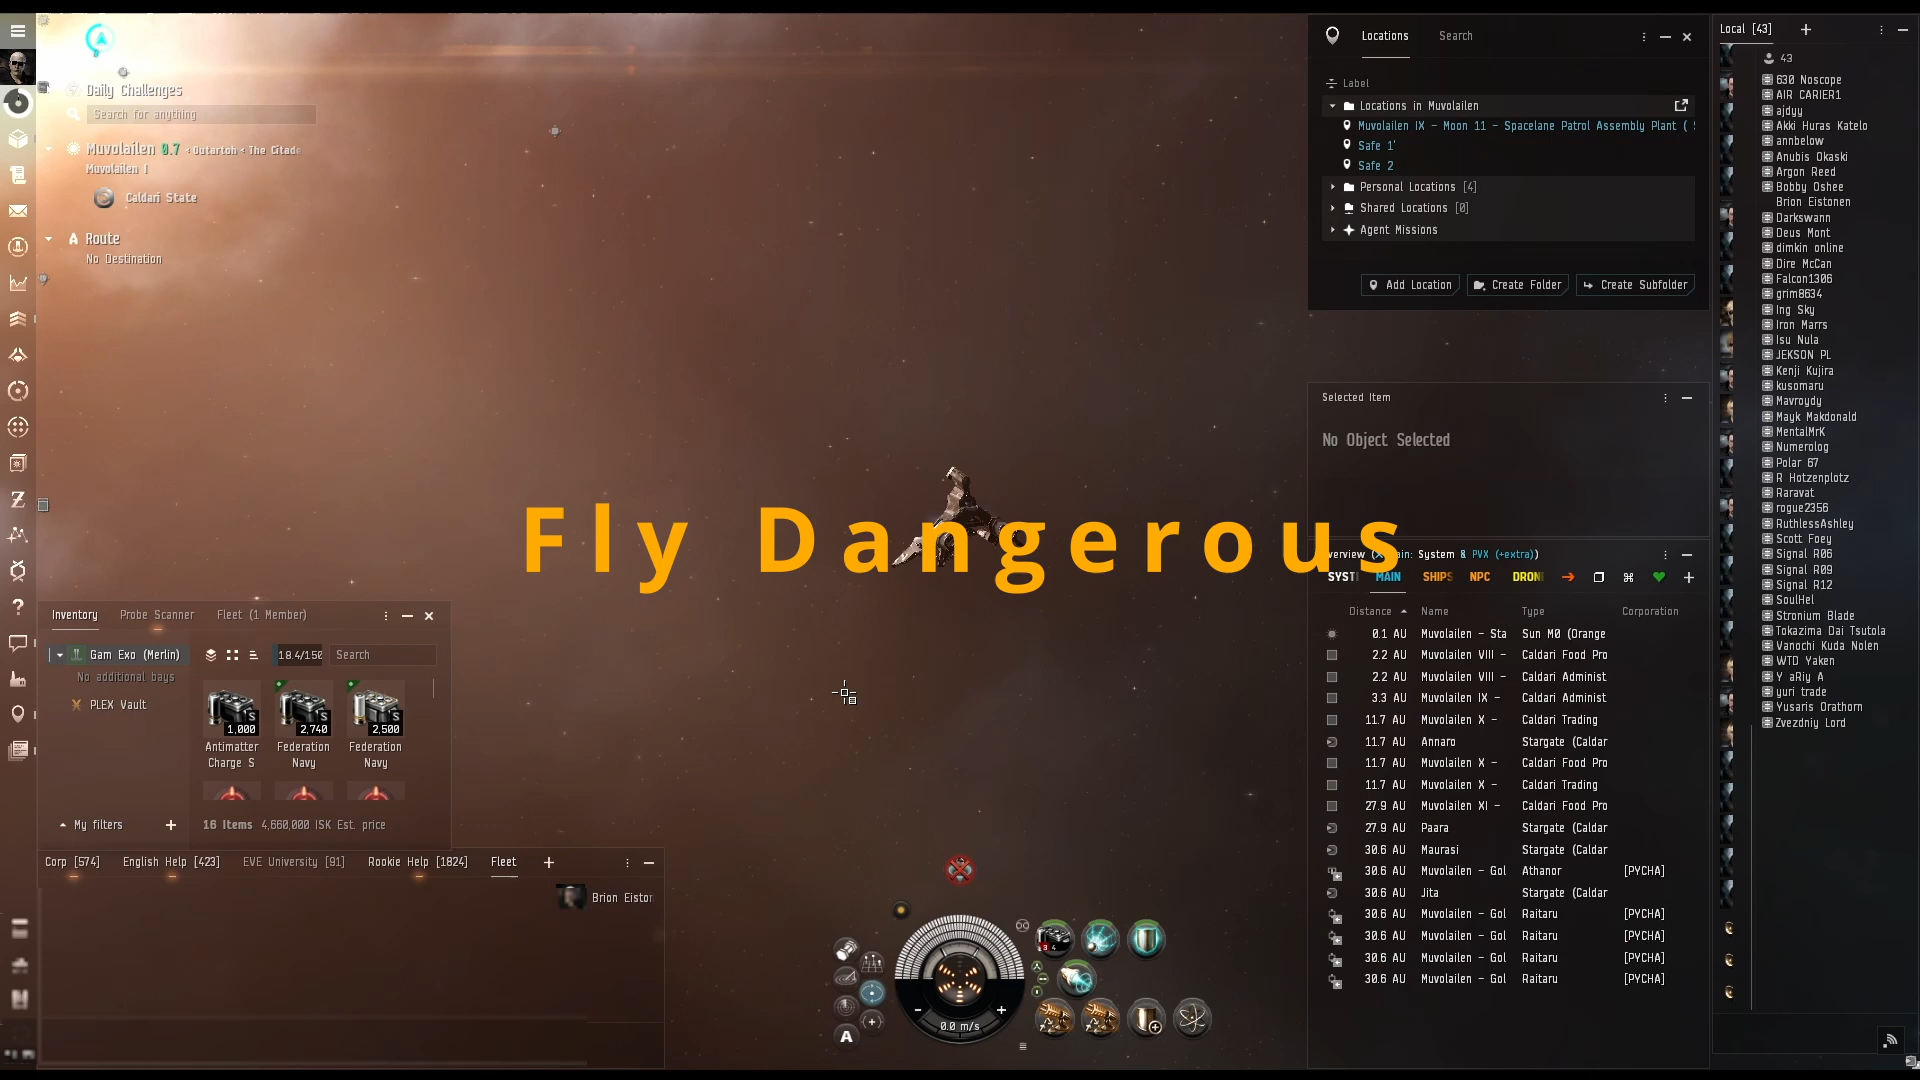 Daily Challenges
Search for anything
Muvolailen 0.7 < Outartoh < The Citad
Muvolailen I
Caldari State
Route
No Destination
Locations
Search
Label
Locations in Muvolailen
Muvolailen IX - Moon 11 - Spacelane Patrol Assembly Plant (
Safe 1'
Safe 2
Personal Locations [4]
Shared Locations [0]
Agent Missions
Add Location
Create Folder
Create Subfolder
Selected Item
No Object Selected
Fly Dangerous
main: System & PVX (+extra))
SYST
MAIN
SHIPS
NPC
DRON
Distance
Name
Type
Corporation
0.1 AU Muvolailen - Sta Sun M0 (Orange
2.2 AU Muvolailen VIII - Caldari Food Pro
2.2 AU Muvolailen VIII - Caldari Administ
3.3 AU Muvolailen IX - Caldari Administ
11.7 AU Muvolailen X - Caldari Trading
11.7 AU Annaro Stargate (Caldar
11.7 AU Muvolailen X - Caldari Food Pro
11.7 AU Muvolailen X - Caldari Trading
27.9 AU Muvolailen XI - Caldari Food Pro
27.9 AU Paara Stargate (Caldar
30.6 AU Maurasi Stargate (Caldar
30.6 AU Muvolailen - Gol Athanor [PYCHA]
30.6 AU Jita Stargate (Caldar
30.6 AU Muvolailen - Gol Raitaru [PYCHA]
30.6 AU Muvolailen - Gol Raitaru [PYCHA]
30.6 AU Muvolailen - Gol Raitaru [PYCHA]
30.6 AU Muvolailen - Gol Raitaru [PYCHA]
Local [43]
43
630 Noscope
AIR CARIER1
ajdyy
Akki Huras Katelo
annbelow
Anubis Okaski
Argon Reed
Bobby Oshee
Brion Eistonen
Darkswann
Deus Mont
dimkin online
Dire McCan
Falcon1306
grim8634
Ing Sky
Iron Marrs
Isu Nula
JEKSON PL
Kenji Kujira
kusomaru
Mavroydy
Mayk Makdonald
MentalMrK
Numerolog
Polar 67
R Hotzenplotz
Raravat
rogue2356
RuthlessAshley
Scott Foey
Signal R06
Signal R09
Signal R12
SoulHel
Stronium Blade
Tokazima Dai Tsutola
Vanochi Kuda Nolen
WTD Yaken
Y aRiy A
yuri trade
Yusaris Orathorn
Zvezdniy Lord
Inventory
Probe Scanner
Fleet (1 Member)
Gam Exo (Merlin)
No additional bays
PLEX Vault
18.4/150
Search
S
1,000
Antimatter
Charge S
S
2,740
Federation
Navy
S
2,500
Federation
Navy
My filters
16 Items 4,660,000 ISK Est. price
Corp [574]
English Help [423]
EVE University [91]
Rookie Help [1824]
Fleet
Brion Eistor
0.0 m/s
A